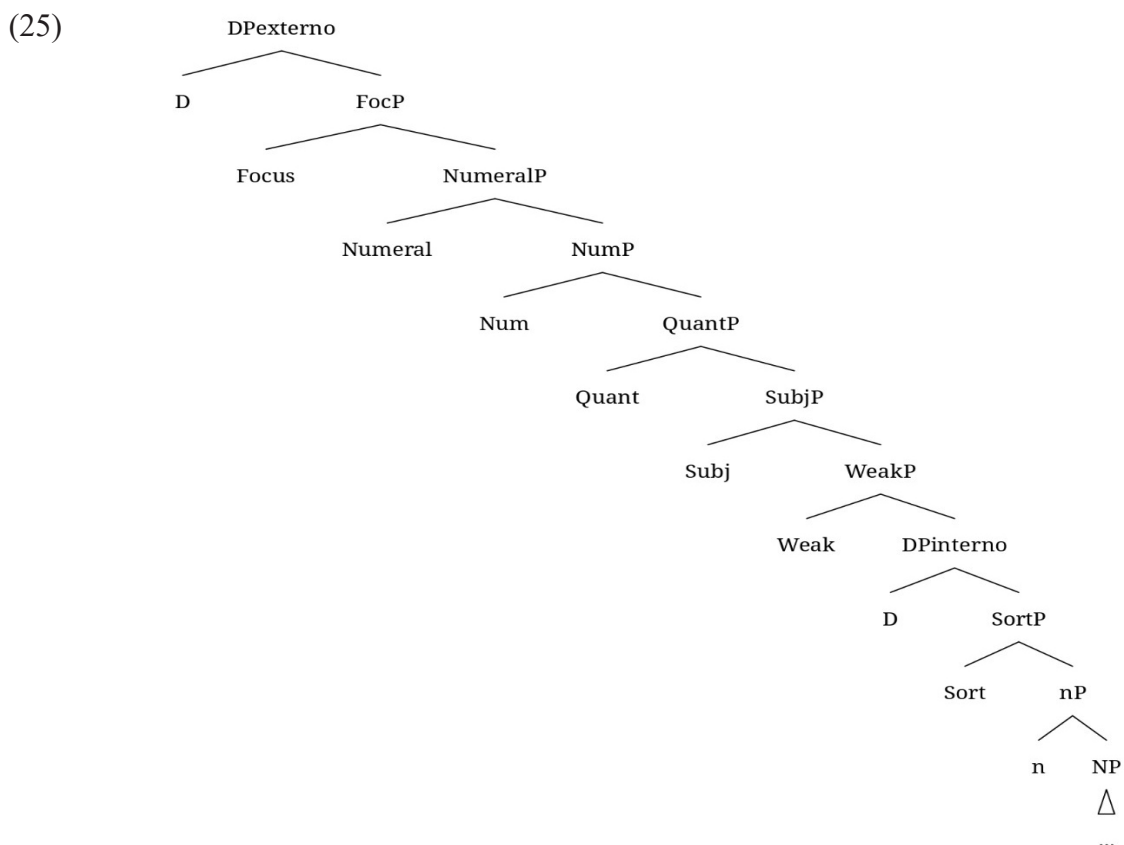 (25)
DPexterno
D FocP
Focus NumeralP
Numeral NumP
Num QuantP
Quant SubjP
Subj WeakP
Weak DPinterno
D SortP
Sort nP
n NP
...